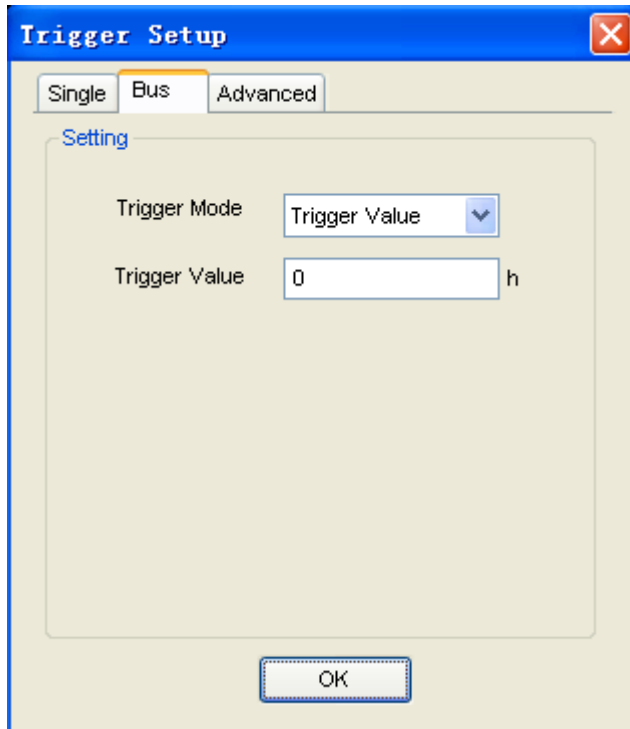 Trigger Setup
Single Bus Advanced
Setting
Trigger Mode Trigger Value
Trigger Value 0 h
OK